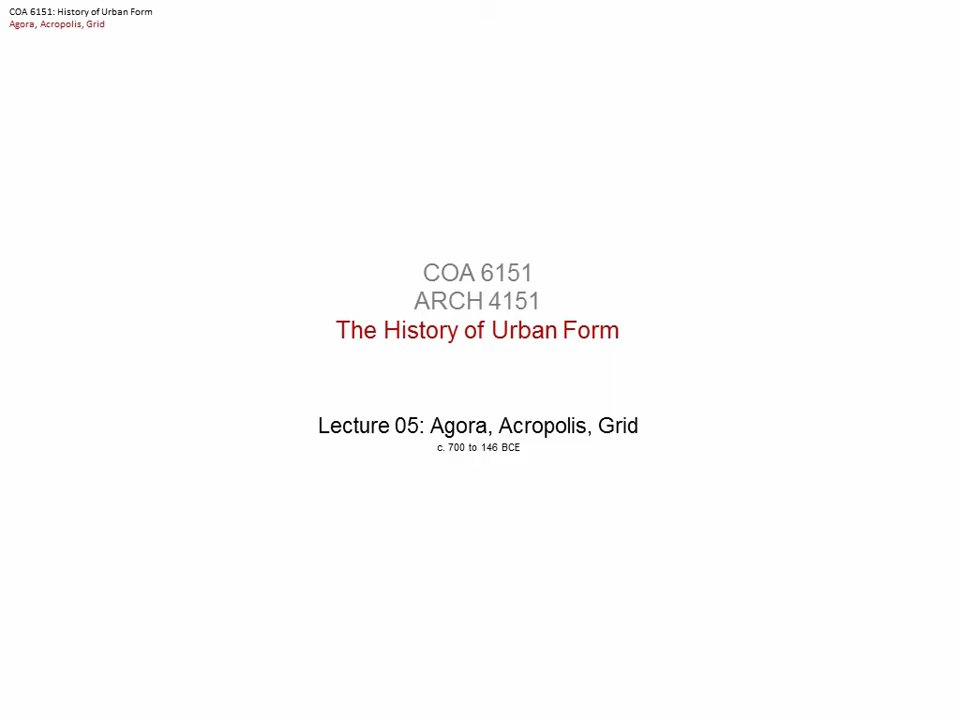 COA 6151: History of Urban Form
Agora, Acropolis, Grid
COA 6151
ARCH 4151
The History of Urban Form
Lecture 05: Agora, Acropolis, Grid
c. 700 to 146 BCE